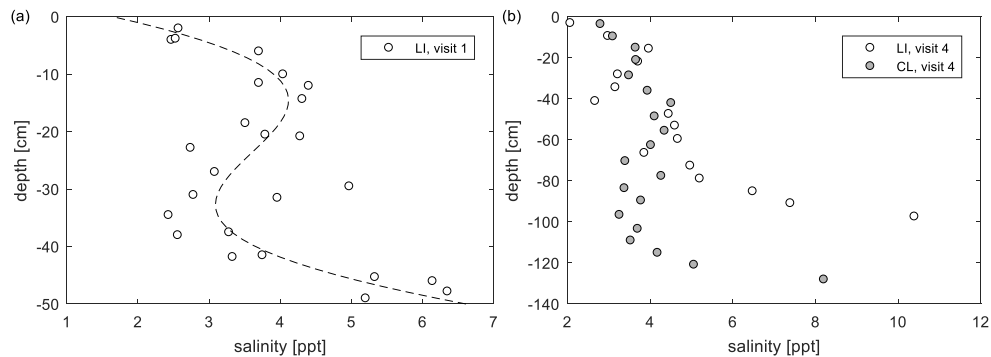 (a)
0
-10
-20
-30
-40
-50
depth [cm]
LI, visit 1
1 2 3 4 5 6 7
salinity [ppt]
(b)
0
-20
-40
-60
-80
-100
-120
-140
depth [cm]
LI, visit 4
CL, visit 4
2 4 6 8 10 12
salinity [ppt]